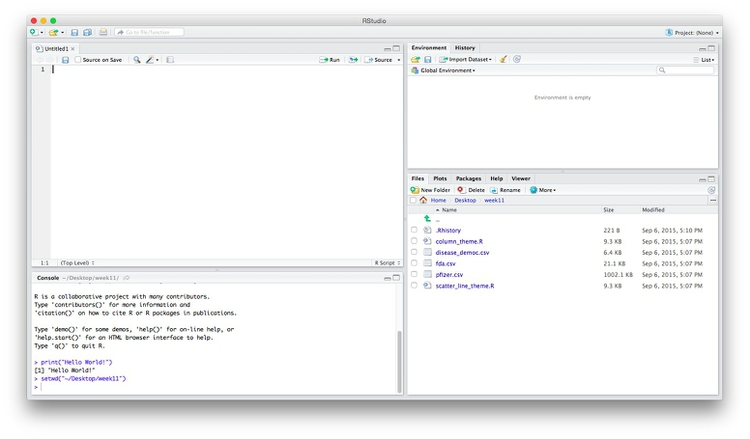 RStudio
Go to file/function
Project: (None)
Untitled1
Source on Save
Run
Source
1
1:1
(Top Level)
R Script
Console ~/Desktop/week11/
R is a collaborative project with many contributors.
Type 'contributors()' for more information and
'citation()' on how to cite R or R packages in publications.
Type 'demo()' for some demos, 'help()' for on-line help, or
'help.start()' for an HTML browser interface to help.
Type 'q()' to quit R.
> print("Hello World!")
[1] "Hello World!"
> setwd("~/Desktop/week11")
>
Environment History
Import Dataset
List
Global Environment
Environment is empty
Files Plots Packages Help Viewer
New Folder Delete Rename More
Home Desktop week11
Name Size Modified
..
.Rhistory 221 B Sep 6, 2015, 5:10 PM
column_theme.R 9.3 KB Sep 6, 2015, 5:07 PM
disease_democ.csv 6.4 KB Sep 6, 2015, 5:07 PM
fda.csv 21.1 KB Sep 6, 2015, 5:07 PM
pfizer.csv 1002.1 KB Sep 6, 2015, 5:07 PM
scatter_line_theme.R 9.3 KB Sep 6, 2015, 5:07 PM